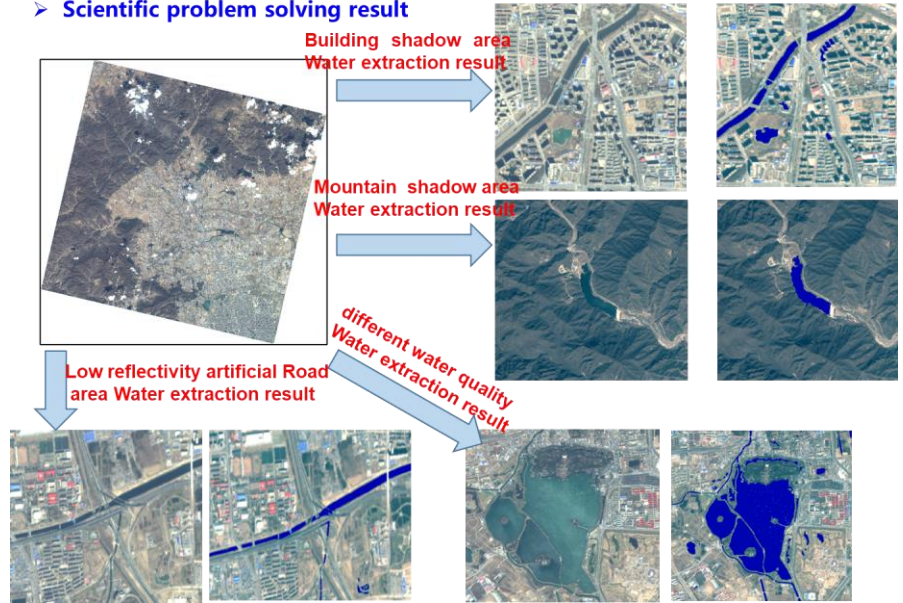 ➢ Scientific problem solving result
Building shadow area
Water extraction result
Mountain shadow area
Water extraction result
different water quality
Water extraction result
Low reflectivity artificial Road
area Water extraction result